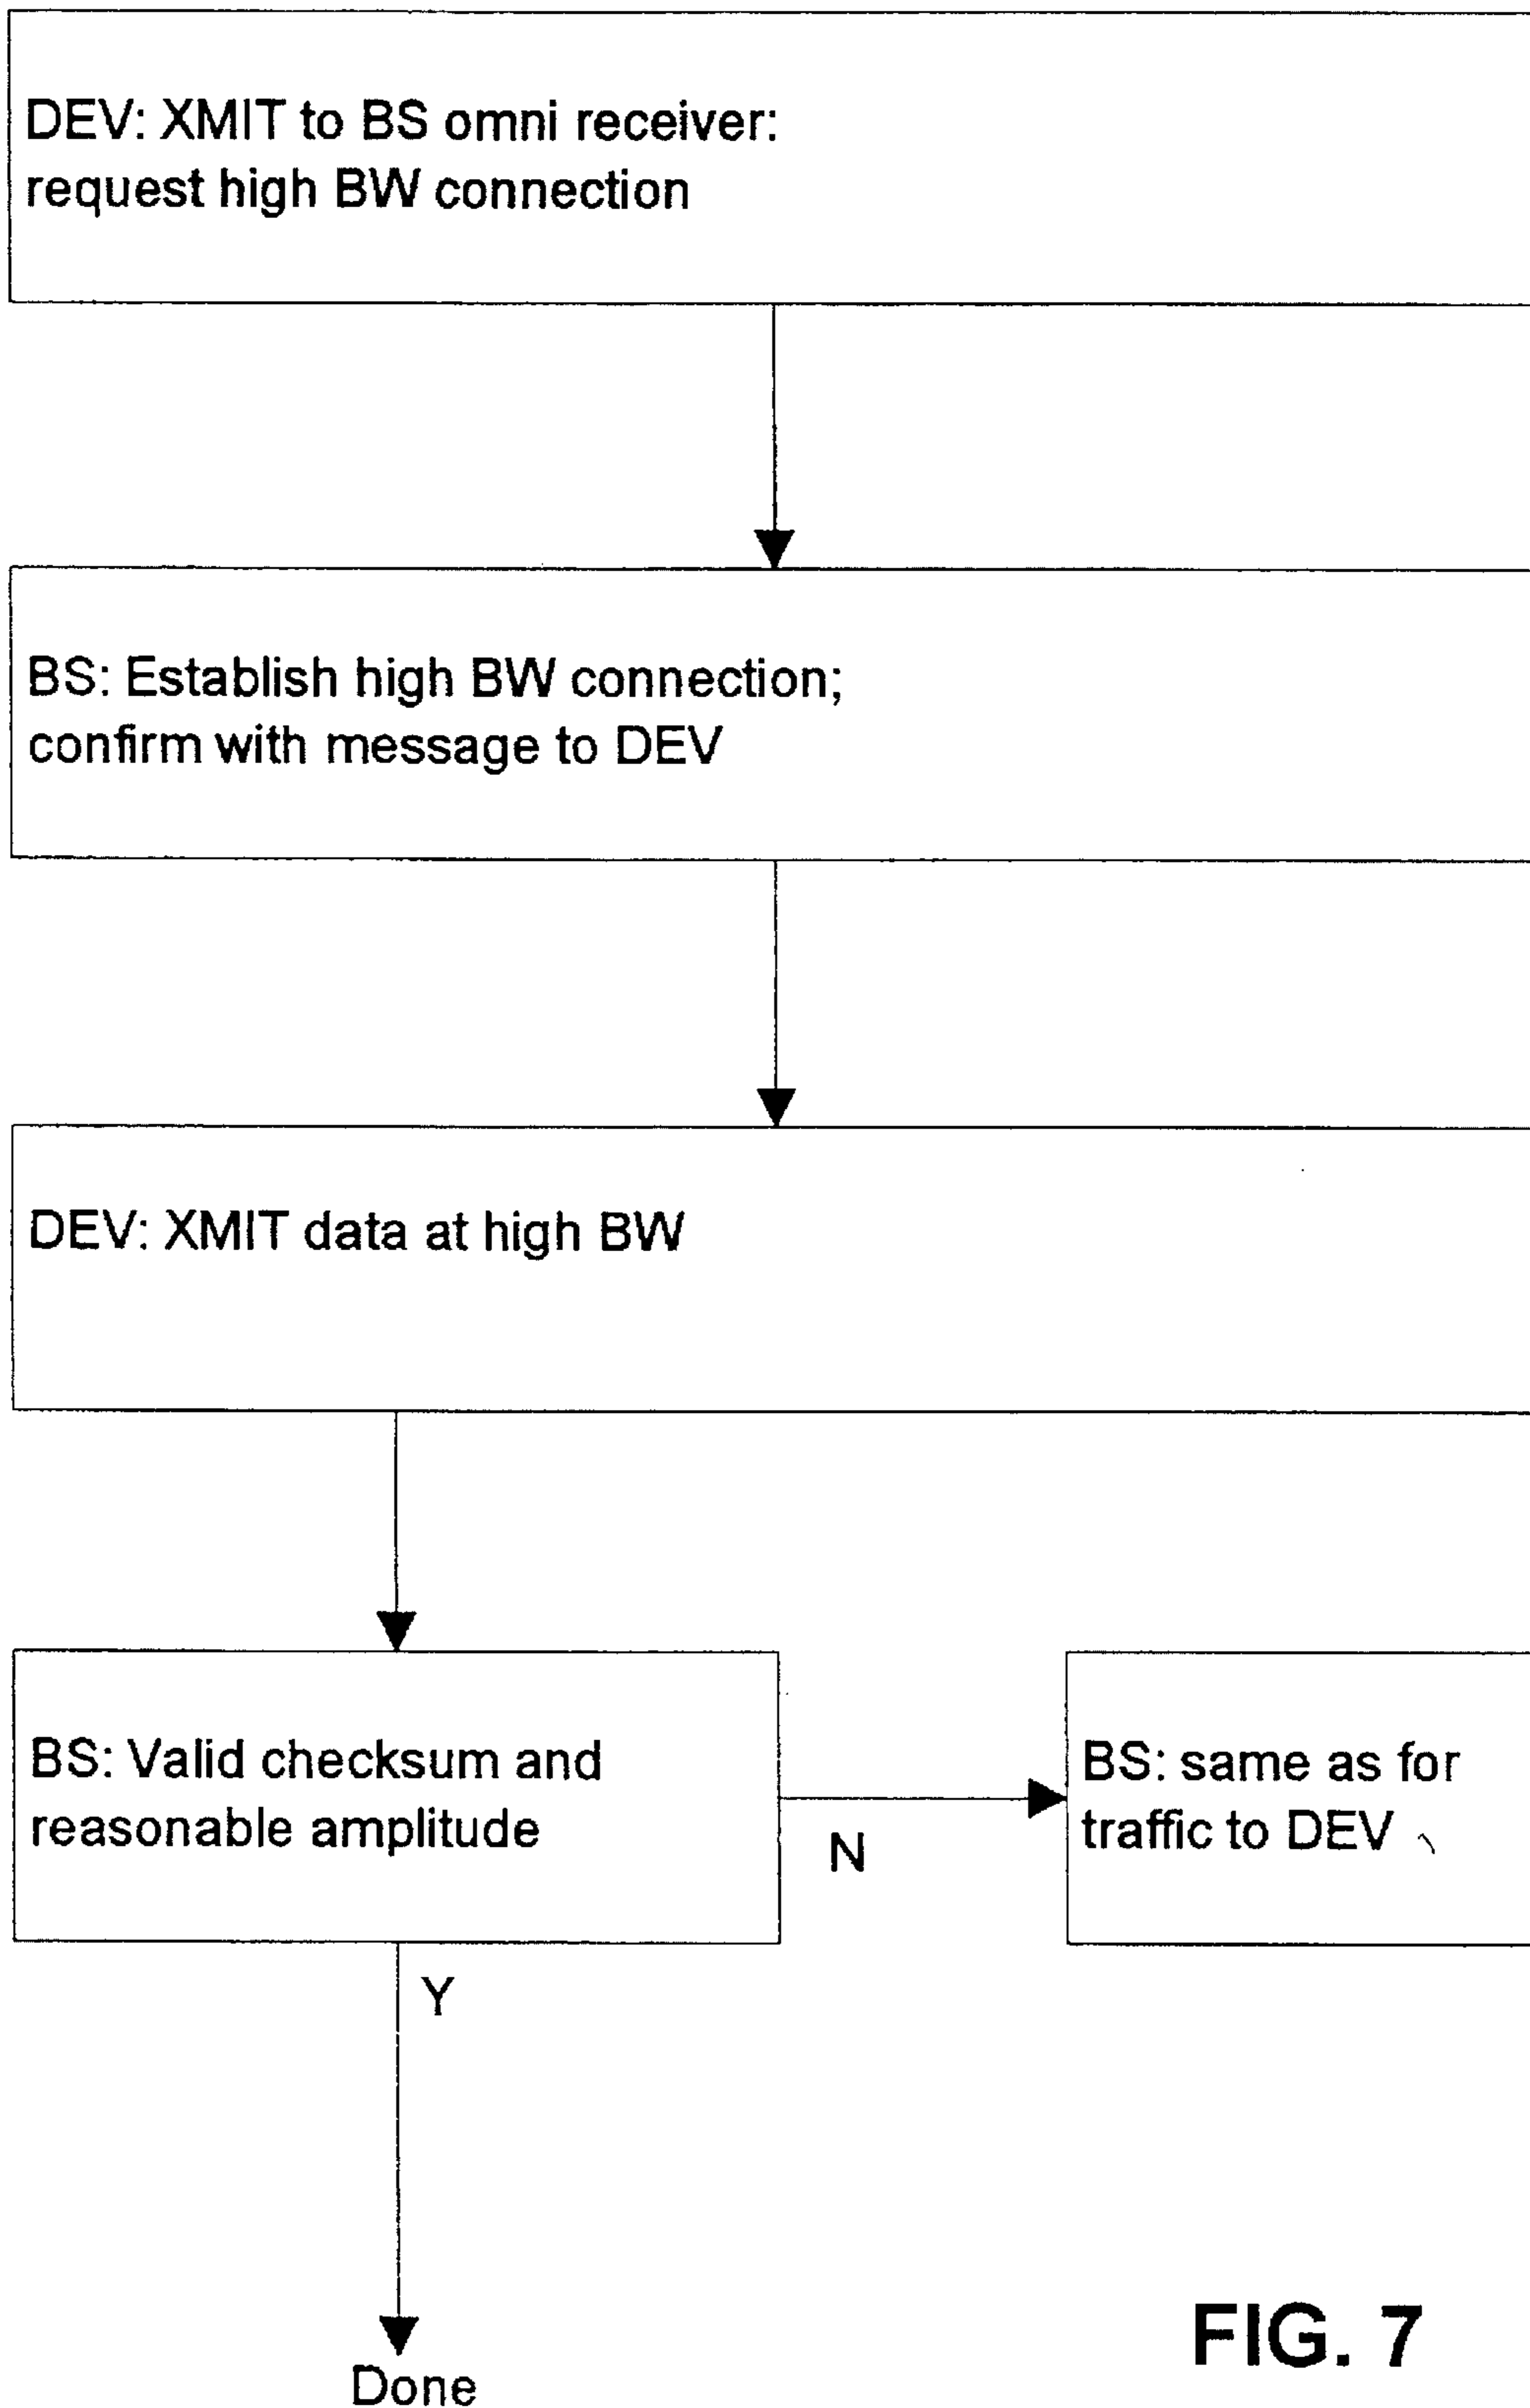 DEV: XMIT to BS omni receiver:
request high BW connection
BS: Establish high BW connection;
confirm with message to DEV
DEV: XMIT data at high BW
BS: Valid checksum and
reasonable amplitude
N
BS: same as for
traffic to DEV
Y
Done
FIG. 7